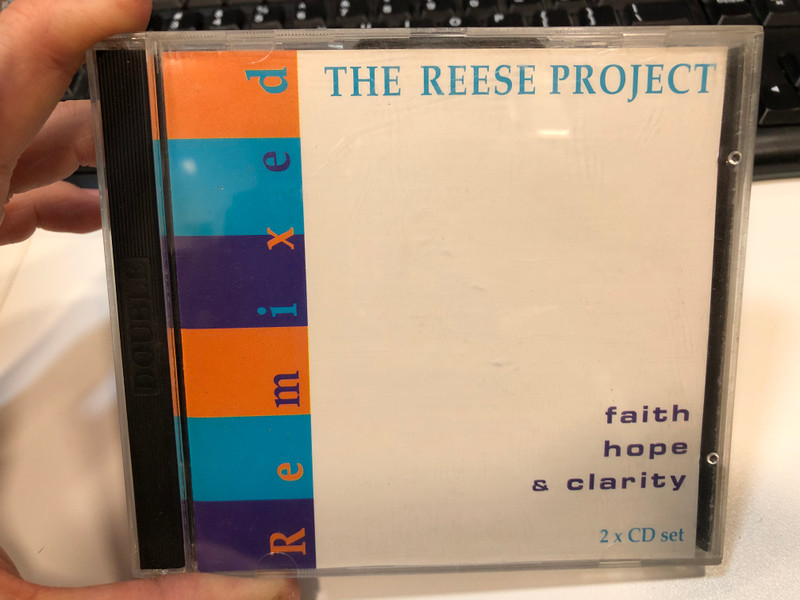 THE REESE PROJECT
Remixed
faith
hope
& clarity
2 x CD set
DOUBLE